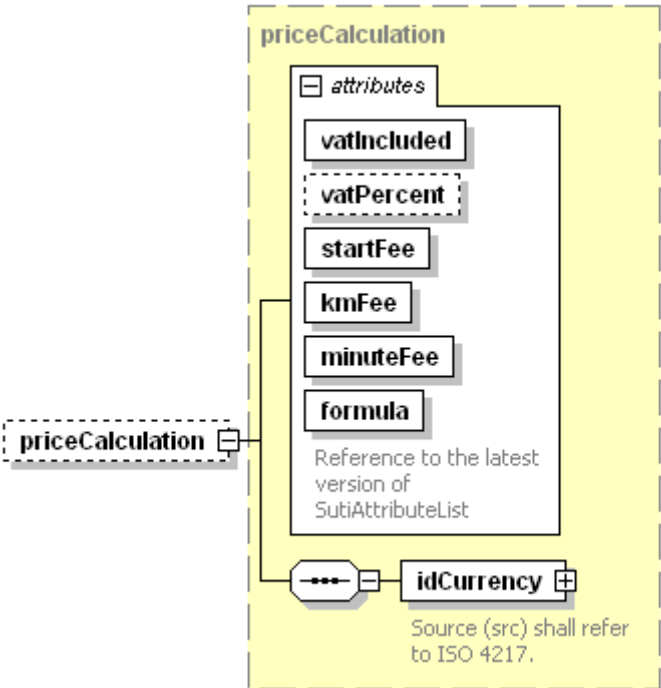 priceCalculation
attributes
vatIncluded
vatPercent
startFee
kmFee
minuteFee
formula
Reference to the latest
version of
SutiAttributeList
priceCalculation
idCurrency
Source (src) shall refer
to ISO 4217.